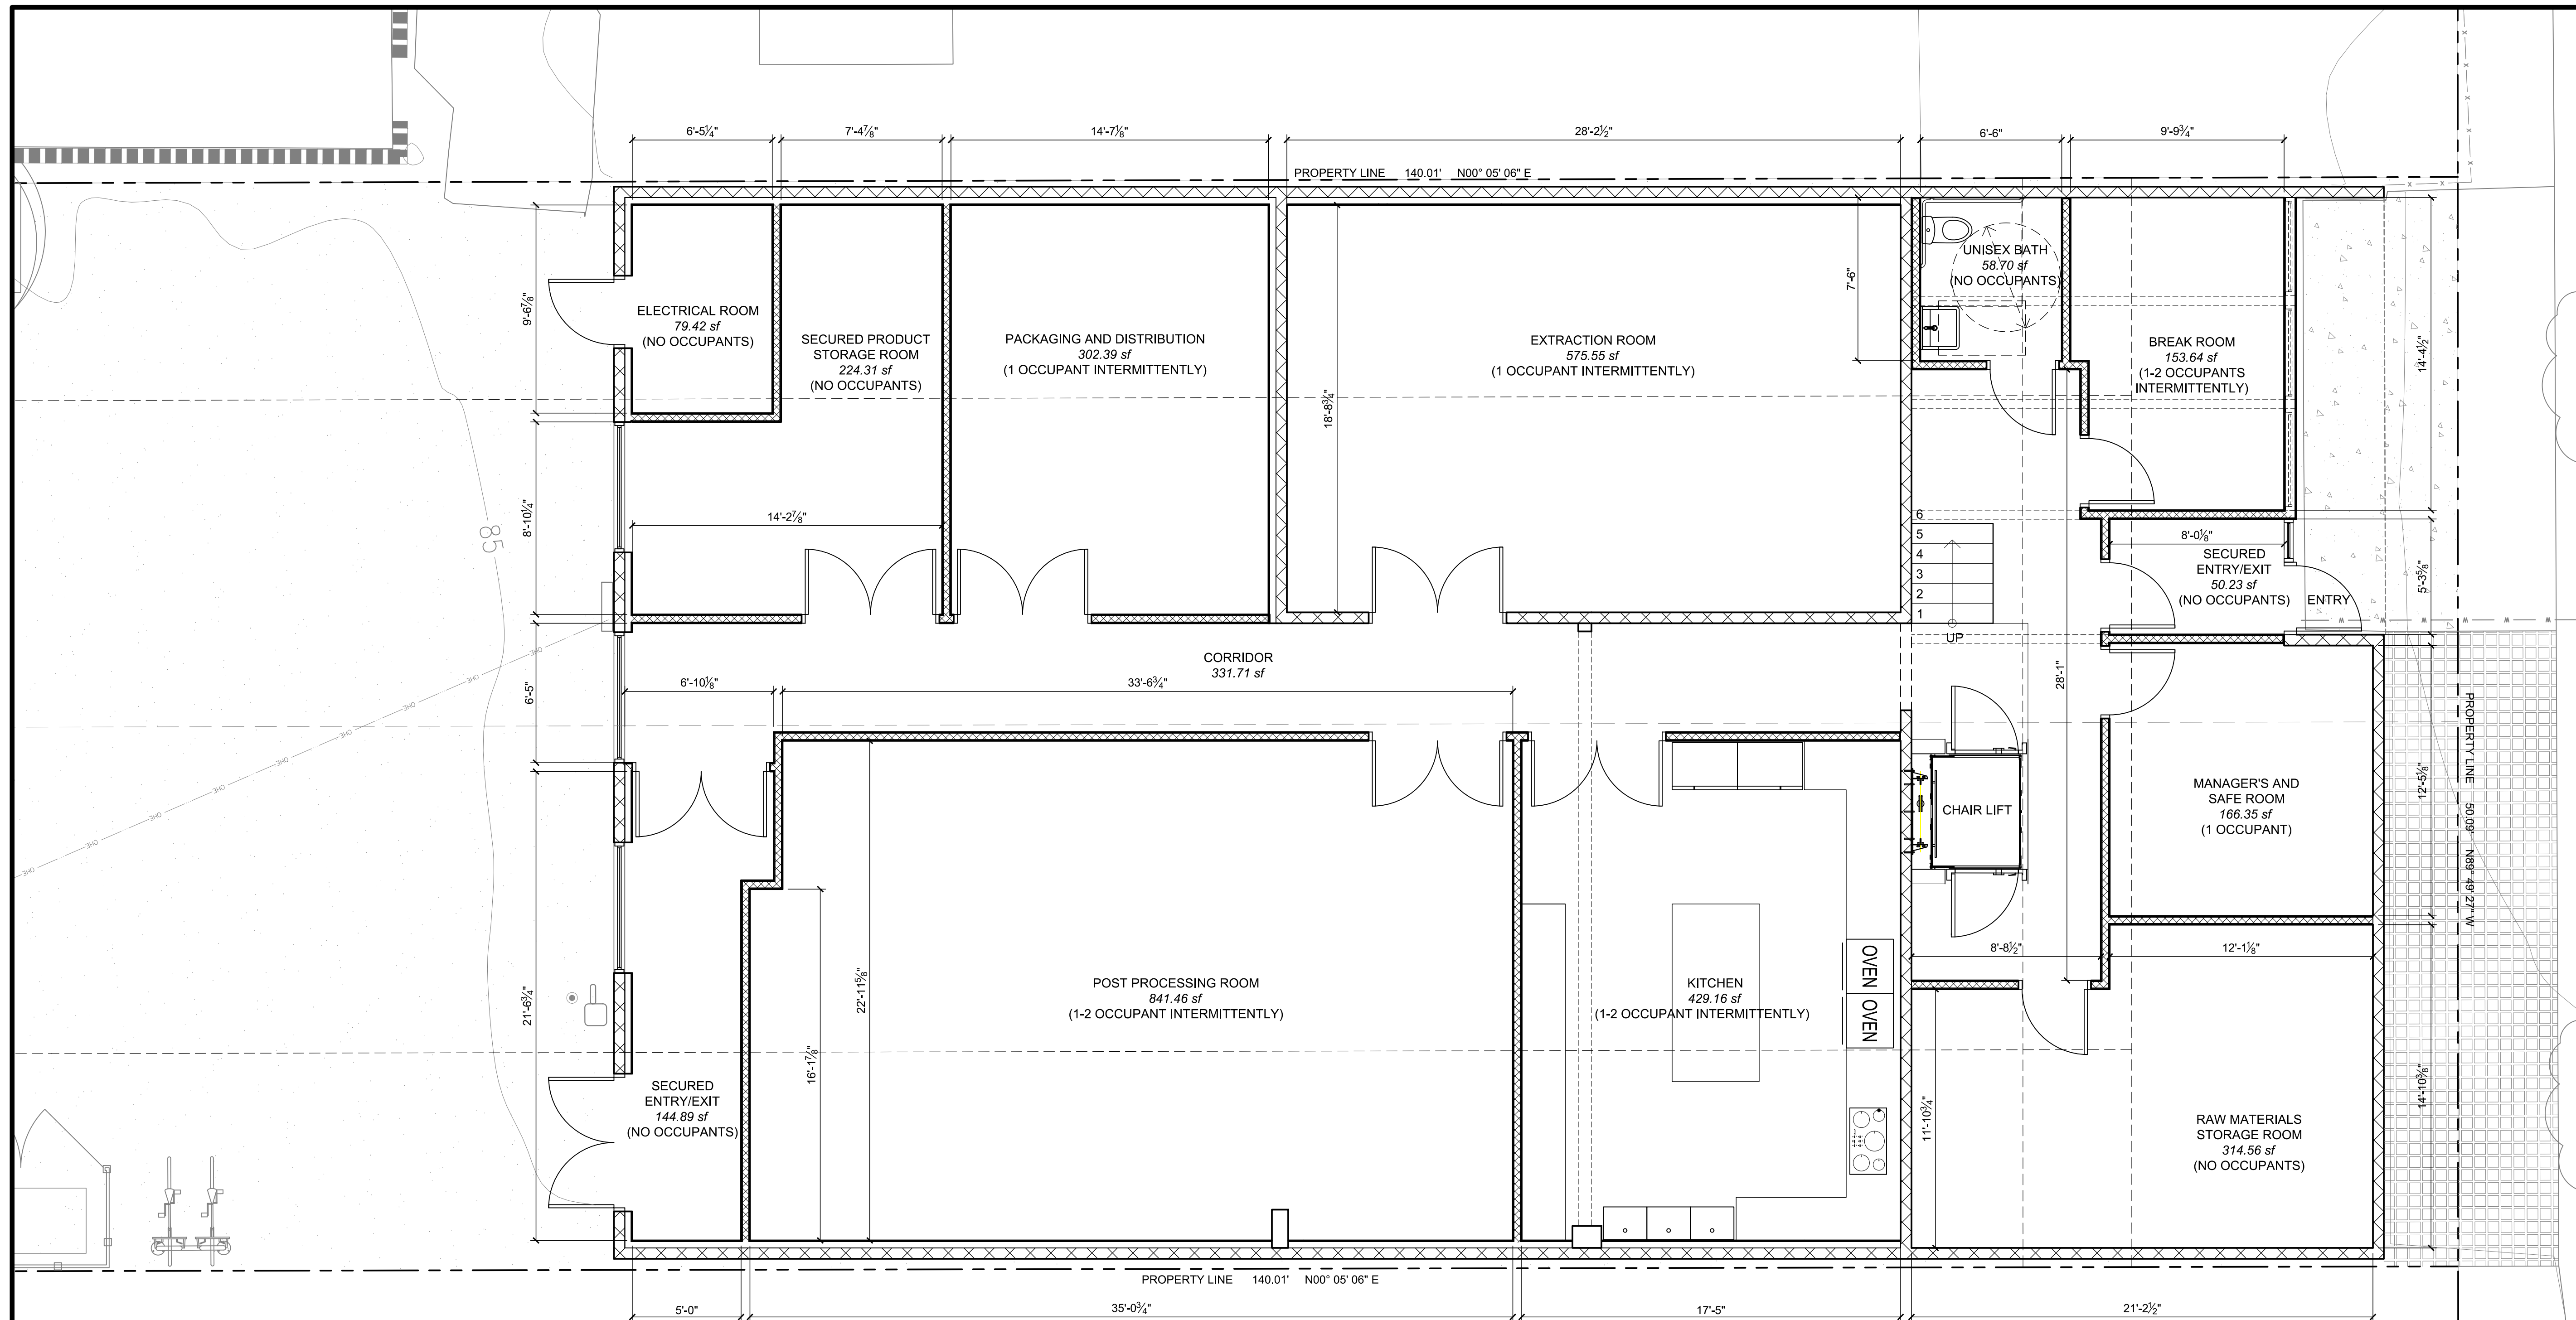 6'-5¼"
7'-4⅞"
14'-7⅛"
28'-2½"
6'-6"
9'-9¾"
PROPERTY LINE 140.01' N00° 05' 06" E
9'-6⅞"
ELECTRICAL ROOM
79.42 sf
(NO OCCUPANTS)
SECURED PRODUCT
STORAGE ROOM
224.31 sf
(NO OCCUPANTS)
PACKAGING AND DISTRIBUTION
302.39 sf
(1 OCCUPANT INTERMITTENTLY)
18'-8¾"
EXTRACTION ROOM
575.55 sf
(1 OCCUPANT INTERMITTENTLY)
7'-6"
UNISEX BATH
58.70 sf
(NO OCCUPANTS)
BREAK ROOM
153.64 sf
(1-2 OCCUPANTS
INTERMITTENTLY)
14'-4½"
8'-10¼"
14'-2⅞"
85
6
5
4
3
2
1
UP
8'-0⅛"
SECURED
ENTRY/EXIT
50.23 sf
(NO OCCUPANTS)
ENTRY
5'-3⅝"
CORRIDOR
331.71 sf
6'-5"
6'-10⅛"
33'-6¾"
28'-1"
OHE
OHE
OHE
OHE
OHE
OHE
OHE
OHE
CHAIR LIFT
MANAGER'S AND
SAFE ROOM
166.35 sf
(1 OCCUPANT)
12'-5⅛"
PROPERTY LINE 50.09' N89° 49' 27" W
21'-6¾"
22'-11⅝"
16'-1⅞"
POST PROCESSING ROOM
841.46 sf
(1-2 OCCUPANT INTERMITTENTLY)
KITCHEN
429.16 sf
(1-2 OCCUPANT INTERMITTENTLY)
OVEN
OVEN
8'-8½"
12'-1⅛"
11'-10¾"
14'-10⅜"
SECURED
ENTRY/EXIT
144.89 sf
(NO OCCUPANTS)
RAW MATERIALS
STORAGE ROOM
314.56 sf
(NO OCCUPANTS)
PROPERTY LINE 140.01' N00° 05' 06" E
5'-0"
35'-0¾"
17'-5"
21'-2½"